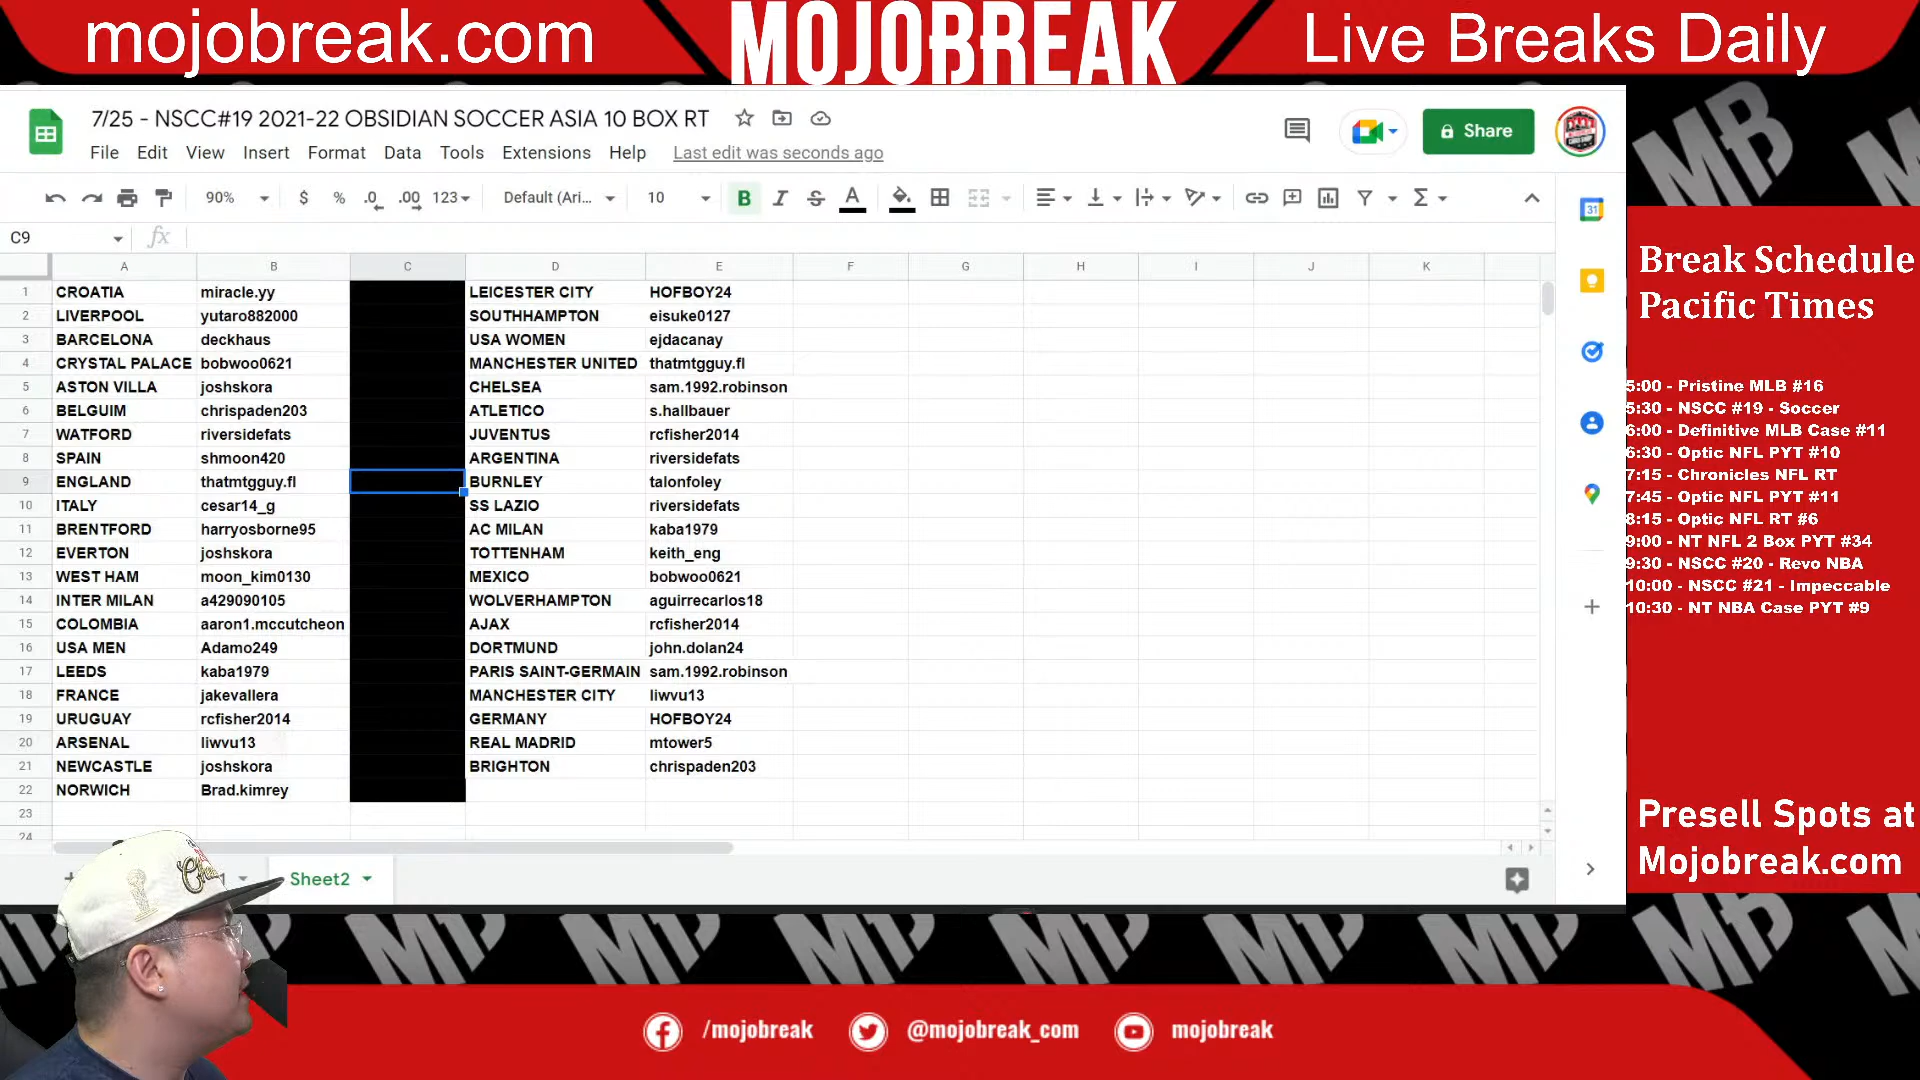 mojobreak.com
MOJOBREAK
Live Breaks Daily
7/25 - NSCC#19 2021-22 OBSIDIAN SOCCER ASIA 10 BOX RT
Share
File Edit View Insert Format Data Tools Extensions Help Last edit was seconds ago
90% $ % .0 .00 123 Default (Ari... 10 B I S A
C9 fx
A B C D E F G H I J K
1 CROATIA miracle.yy LEICESTER CITY HOFBOY24
2 LIVERPOOL yutaro882000 SOUTHHAMPTON eisuke0127
3 BARCELONA deckhaus USA WOMEN ejdacanay
4 CRYSTAL PALACE bobwoo0621 MANCHESTER UNITED thatmtgguy.fl
5 ASTON VILLA joshskora CHELSEA sam.1992.robinson
6 BELGUIM chrispaden203 ATLETICO s.hallbauer
7 WATFORD riversidefats JUVENTUS rcfisher2014
8 SPAIN shmoon420 ARGENTINA riversidefats
9 ENGLAND thatmtgguy.fl BURNLEY talonfoley
10 ITALY cesar14_g SS LAZIO riversidefats
11 BRENTFORD harryosborne95 AC MILAN kaba1979
12 EVERTON joshskora TOTTENHAM keith_eng
13 WEST HAM moon_kim0130 MEXICO bobwoo0621
14 INTER MILAN a429090105 WOLVERHAMPTON aguirrecarlos18
15 COLOMBIA aaron1.mccutcheon AJAX rcfisher2014
16 USA MEN Adamo249 DORTMUND john.dolan24
17 LEEDS kaba1979 PARIS SAINT-GERMAIN sam.1992.robinson
18 FRANCE jakevallera MANCHESTER CITY liwvu13
19 URUGUAY rcfisher2014 GERMANY HOFBOY24
20 ARSENAL liwvu13 REAL MADRID mtower5
21 NEWCASTLE joshskora BRIGHTON chrispaden203
22 NORWICH Brad.kimrey
23
24
Sheet2
31
Break Schedule
Pacific Times
5:00 - Pristine MLB #16
5:30 - NSCC #19 - Soccer
6:00 - Definitive MLB Case #11
6:30 - Optic NFL PYT #10
7:15 - Chronicles NFL RT
7:45 - Optic NFL PYT #11
8:15 - Optic NFL RT #6
9:00 - NT NFL 2 Box PYT #34
9:30 - NSCC #20 - Revo NBA
10:00 - NSCC #21 - Impeccable
10:30 - NT NBA Case PYT #9
Presell Spots at
Mojobreak.com
/mojobreak @mojobreak_com mojobreak